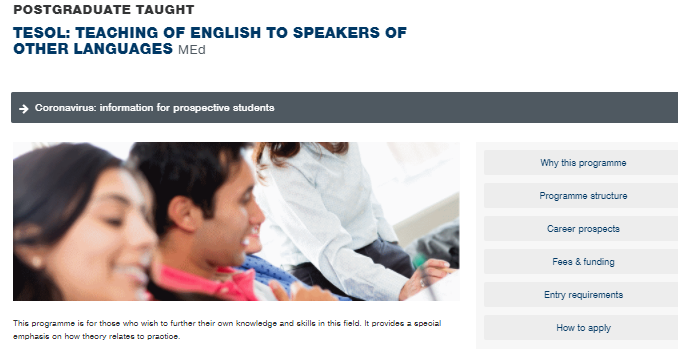 POSTGRADUATE TAUGHT
TESOL: TEACHING OF ENGLISH TO SPEAKERS OF
OTHER LANGUAGES MEd
→ Coronavirus: information for prospective students
Why this programme
Programme structure
Career prospects
Fees & funding
Entry requirements
How to apply
This programme is for those who wish to further their own knowledge and skills in this field. It provides a special
emphasis on how theory relates to practice.